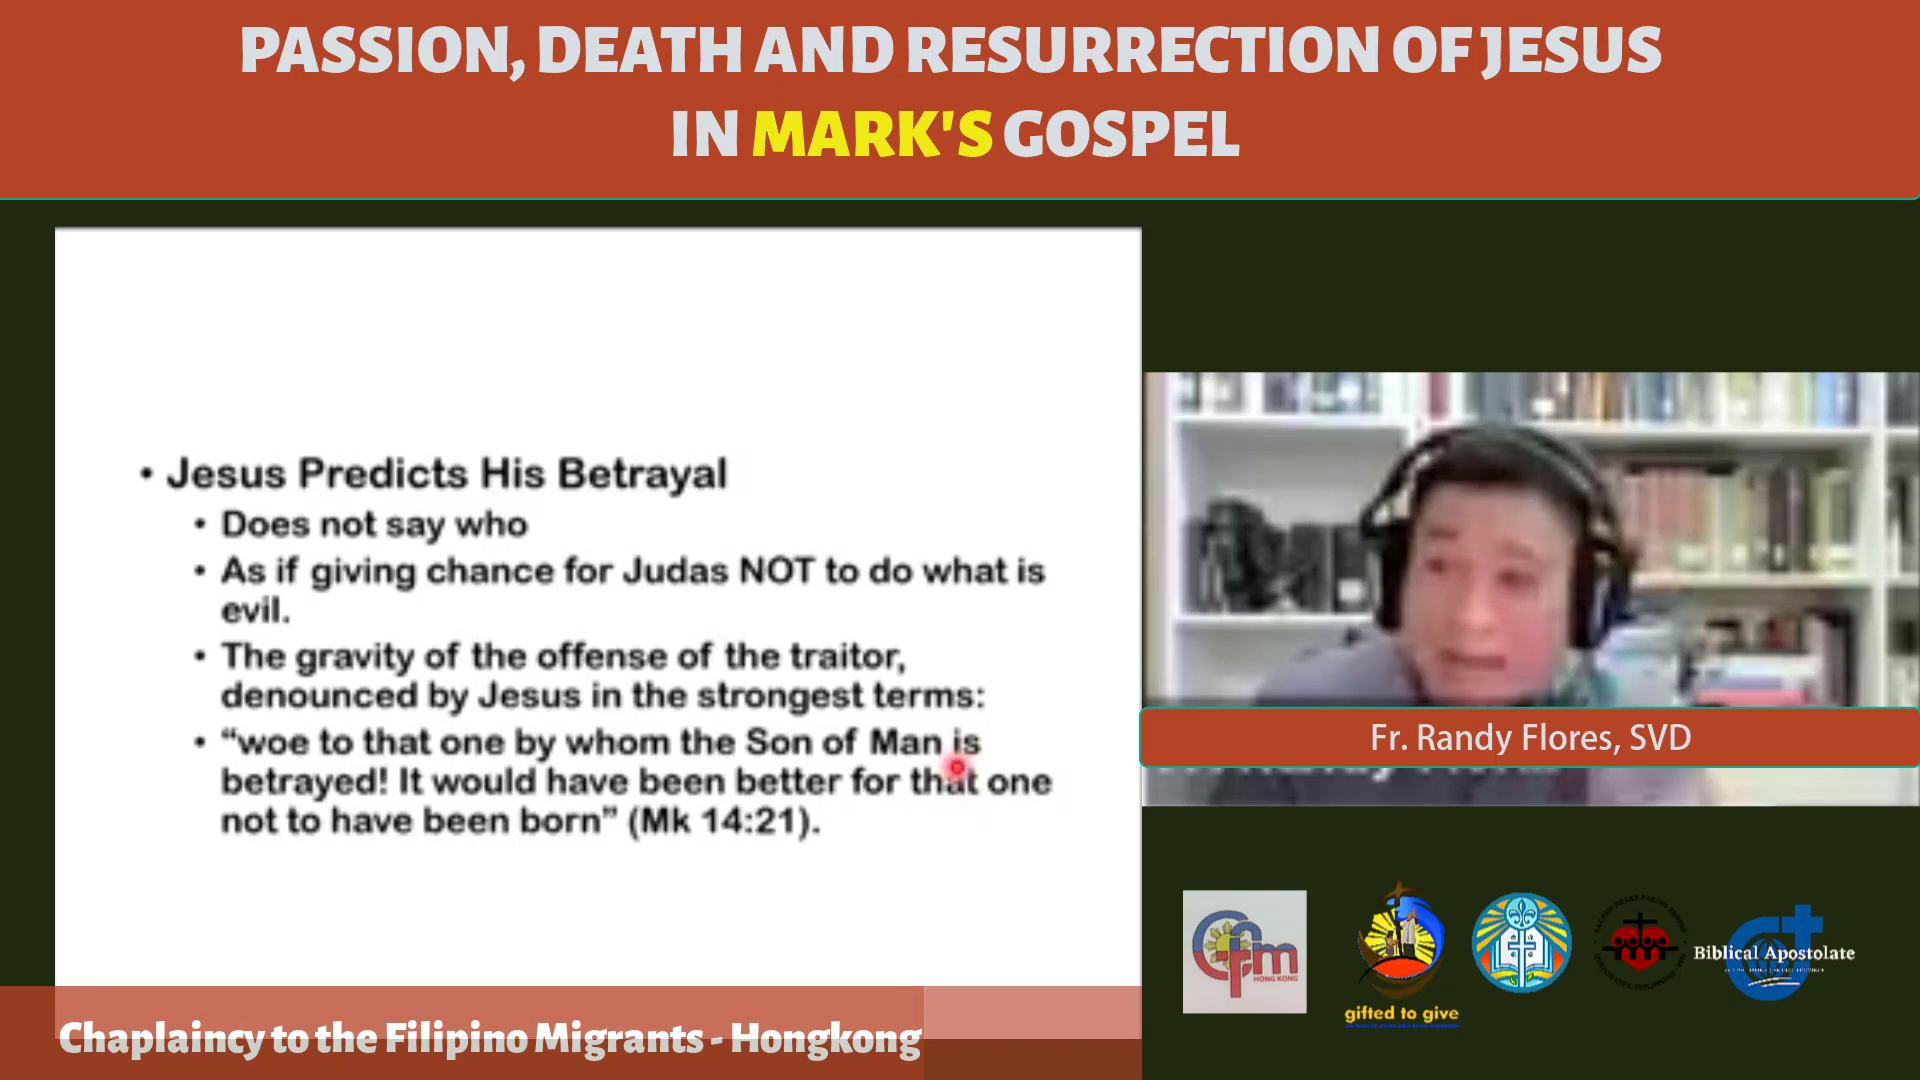 PASSION, DEATH AND RESURRECTION OF JESUS
IN MARK'S GOSPEL
• Jesus Predicts His Betrayal
• Does not say who
• As if giving chance for Judas NOT to do what is
evil.
• The gravity of the offense of the traitor,
denounced by Jesus in the strongest terms:
• “woe to that one by whom the Son of Man is
betrayed! It would have been better for that one
not to have been born” (Mk 14:21).
Fr. Randy Flores, SVD
Cfm
HONG KONG
gifted to give
Biblical Apostolate
Chaplaincy to the Filipino Migrants - Hongkong